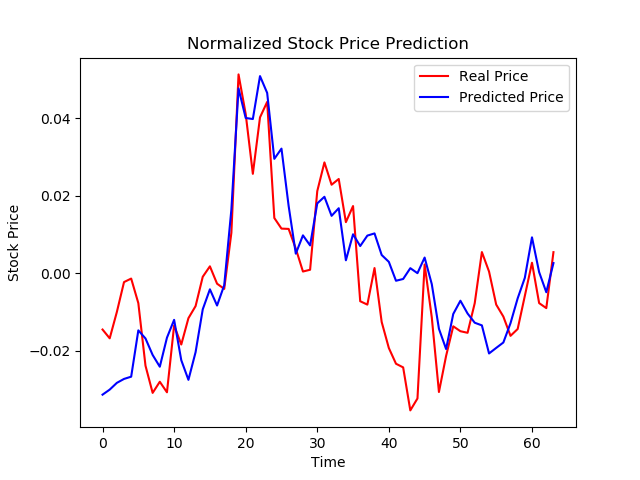 Normalized Stock Price Prediction
Real Price
Predicted Price
0.04
0.02
0.00
−0.02
Stock Price
0 10 20 30 40 50 60
Time